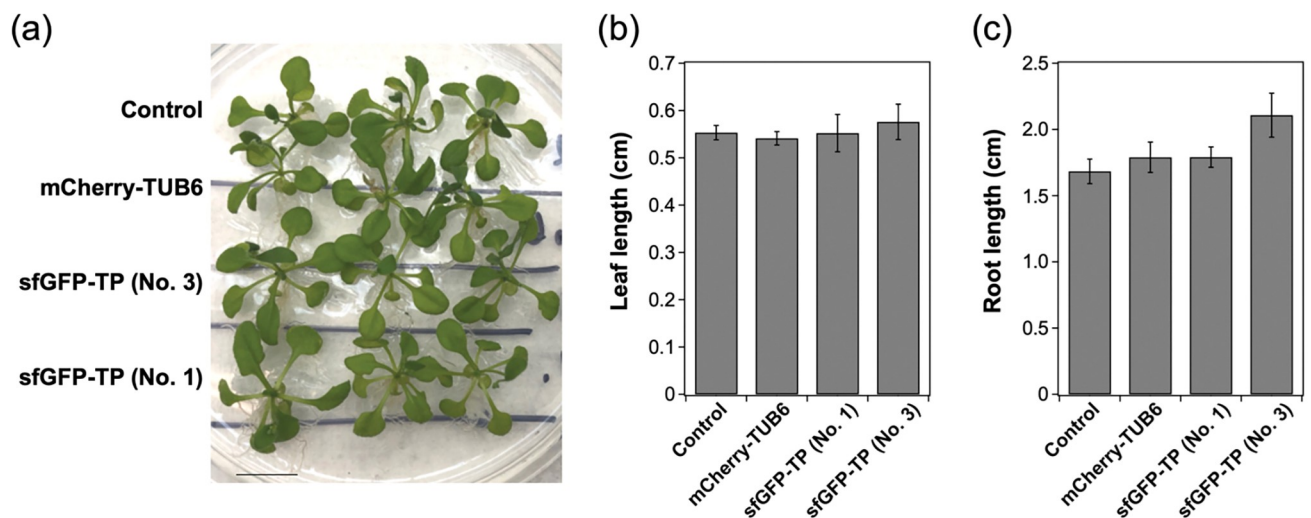 (a)
Control
mCherry-TUB6
sfGFP-TP (No. 3)
sfGFP-TP (No. 1)
(b)
Leaf length (cm)
0.7
0.6
0.5
0.4
0.3
0.2
0.1
0
Control
mCherry-TUB6
sfGFP-TP (No. 1)
sfGFP-TP (No. 3)
(c)
Root length (cm)
2.5
2.0
1.5
1.0
0.5
0
Control
mCherry-TUB6
sfGFP-TP (No. 1)
sfGFP-TP (No. 3)